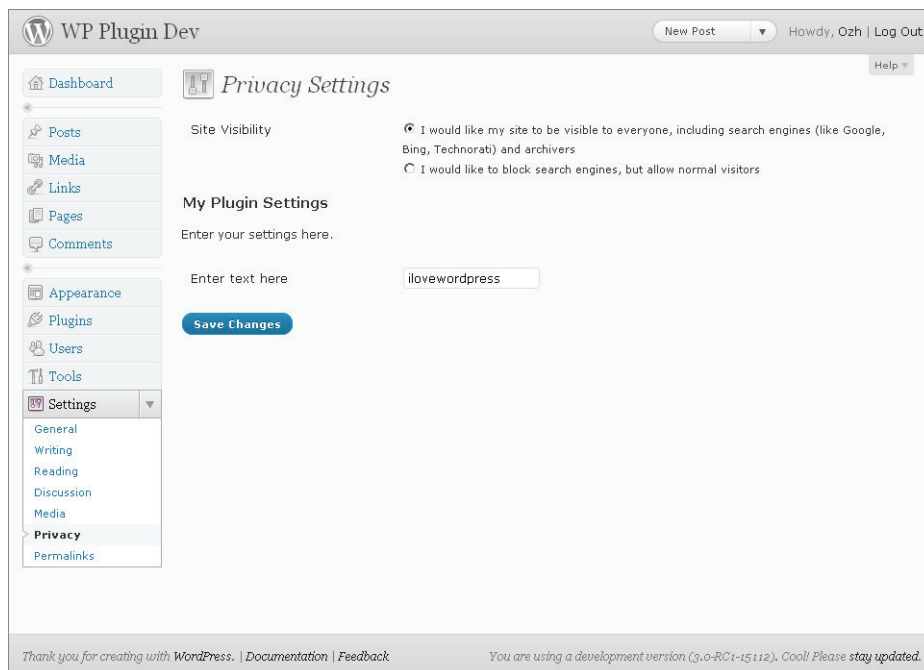 WP Plugin Dev
New Post
Howdy, Ozh | Log Out
Help
Dashboard
Posts
Media
Links
Pages
Comments
Appearance
Plugins
Users
Tools
Settings
General
Writing
Reading
Discussion
Media
Privacy
Permalinks
Privacy Settings
Site Visibility
I would like my site to be visible to everyone, including search engines (like Google,
Bing, Technorati) and archivers
I would like to block search engines, but allow normal visitors
My Plugin Settings
Enter your settings here.
Enter text here
ilovewordpress
Save Changes
Thank you for creating with WordPress. | Documentation | Feedback
You are using a development version (3.0-RC1-15112). Cool! Please stay updated.